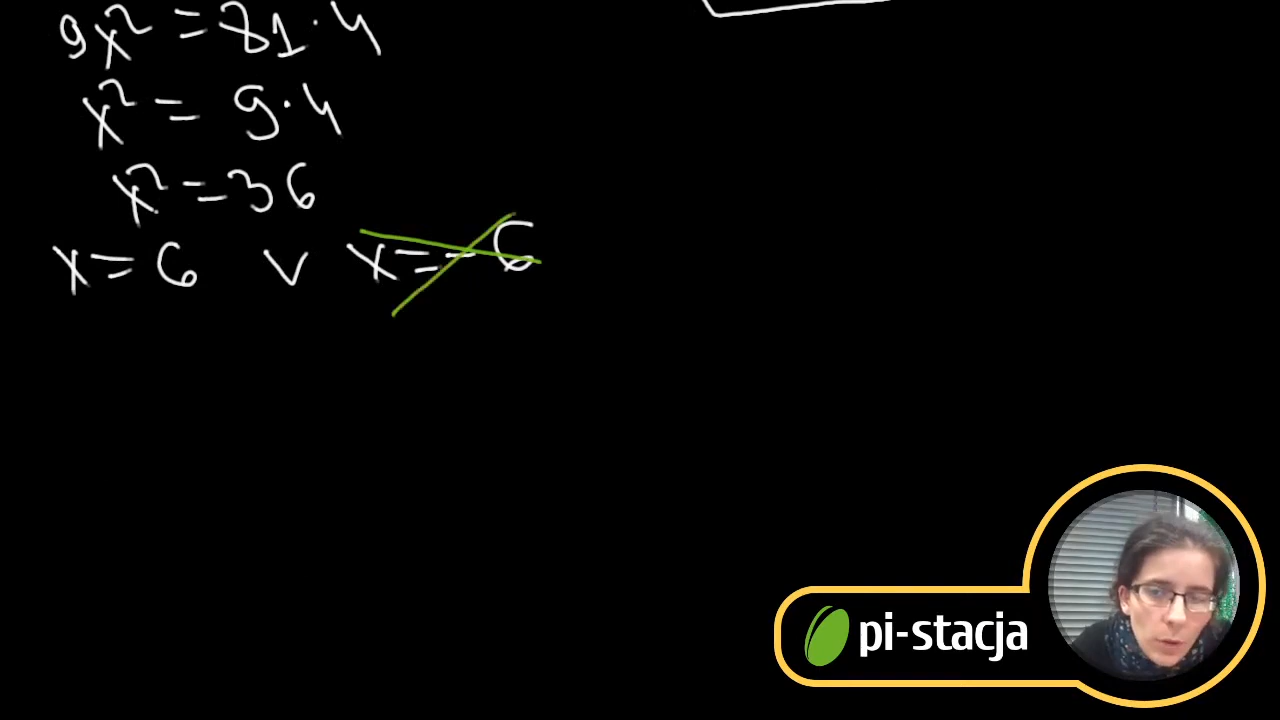 9x² = 81·4
x² = 9·4
x² = 36
x = 6 v x = -6
pi-stacja